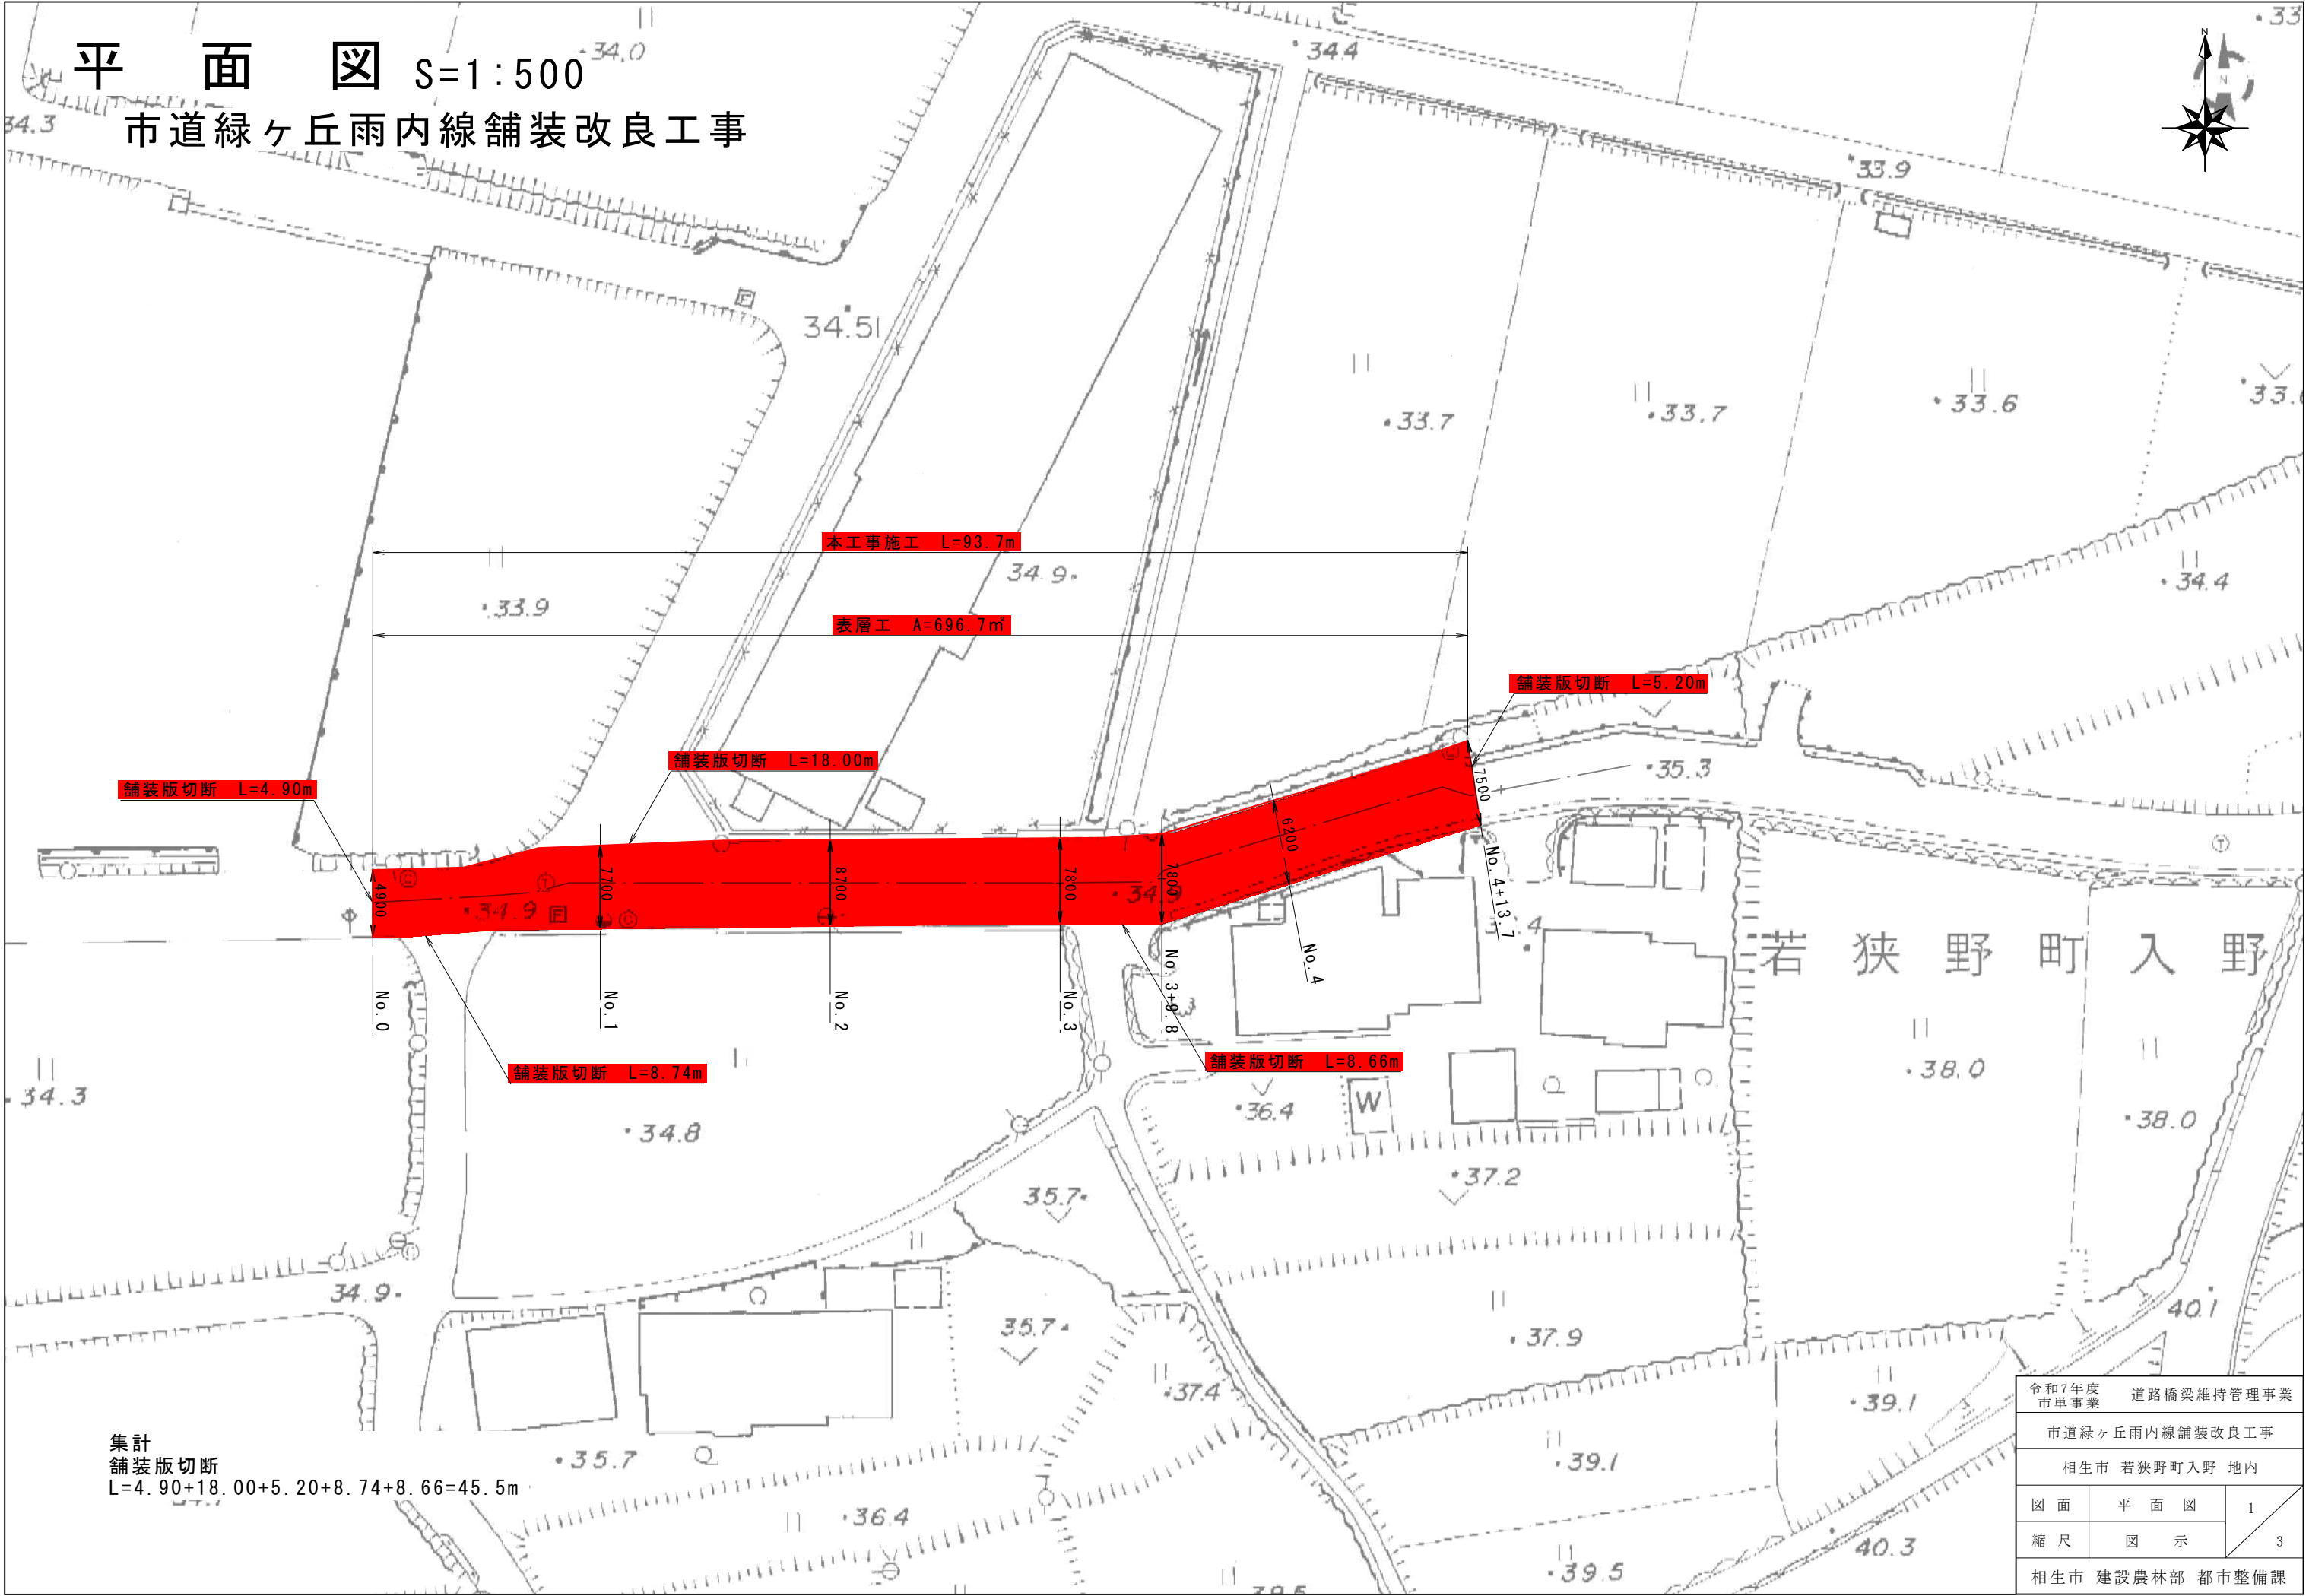 平面図 S=1:500
市道緑ヶ丘雨内線舗装改良工事
N
N
34.0
34.4
33
34.3
33.9
34.51
33.7
33.7
33.6
33.
本工事施工 L=93.7m
34.9
33.9
34.4
表層工 A=696.7㎡
舗装版切断 L=5.20m
舗装版切断 L=18.00m
35.3
舗装版切断 L=4.90m
4900
7700
8700
7800
7800
6200
7500
34.9
34.9
No.0
No.1
No.2
No.3
No.3+9.8
No.4
No.4+13.7
若狭野町入野
舗装版切断 L=8.74m
舗装版切断 L=8.66m
34.3
34.8
36.4
W
38.0
38.0
37.2
35.7
34.9
35.7
37.9
40.1
37.4
39.1
35.7
39.1
36.4
40.3
39.5
集計
舗装版切断
L=4.90+18.00+5.20+8.74+8.66=45.5m
令和7年度 市単事業 道路橋梁維持管理事業
市道緑ヶ丘雨内線舗装改良工事
相生市 若狭野町入野 地内
図面 平面図 1
縮尺 図示 3
相生市 建設農林部 都市整備課